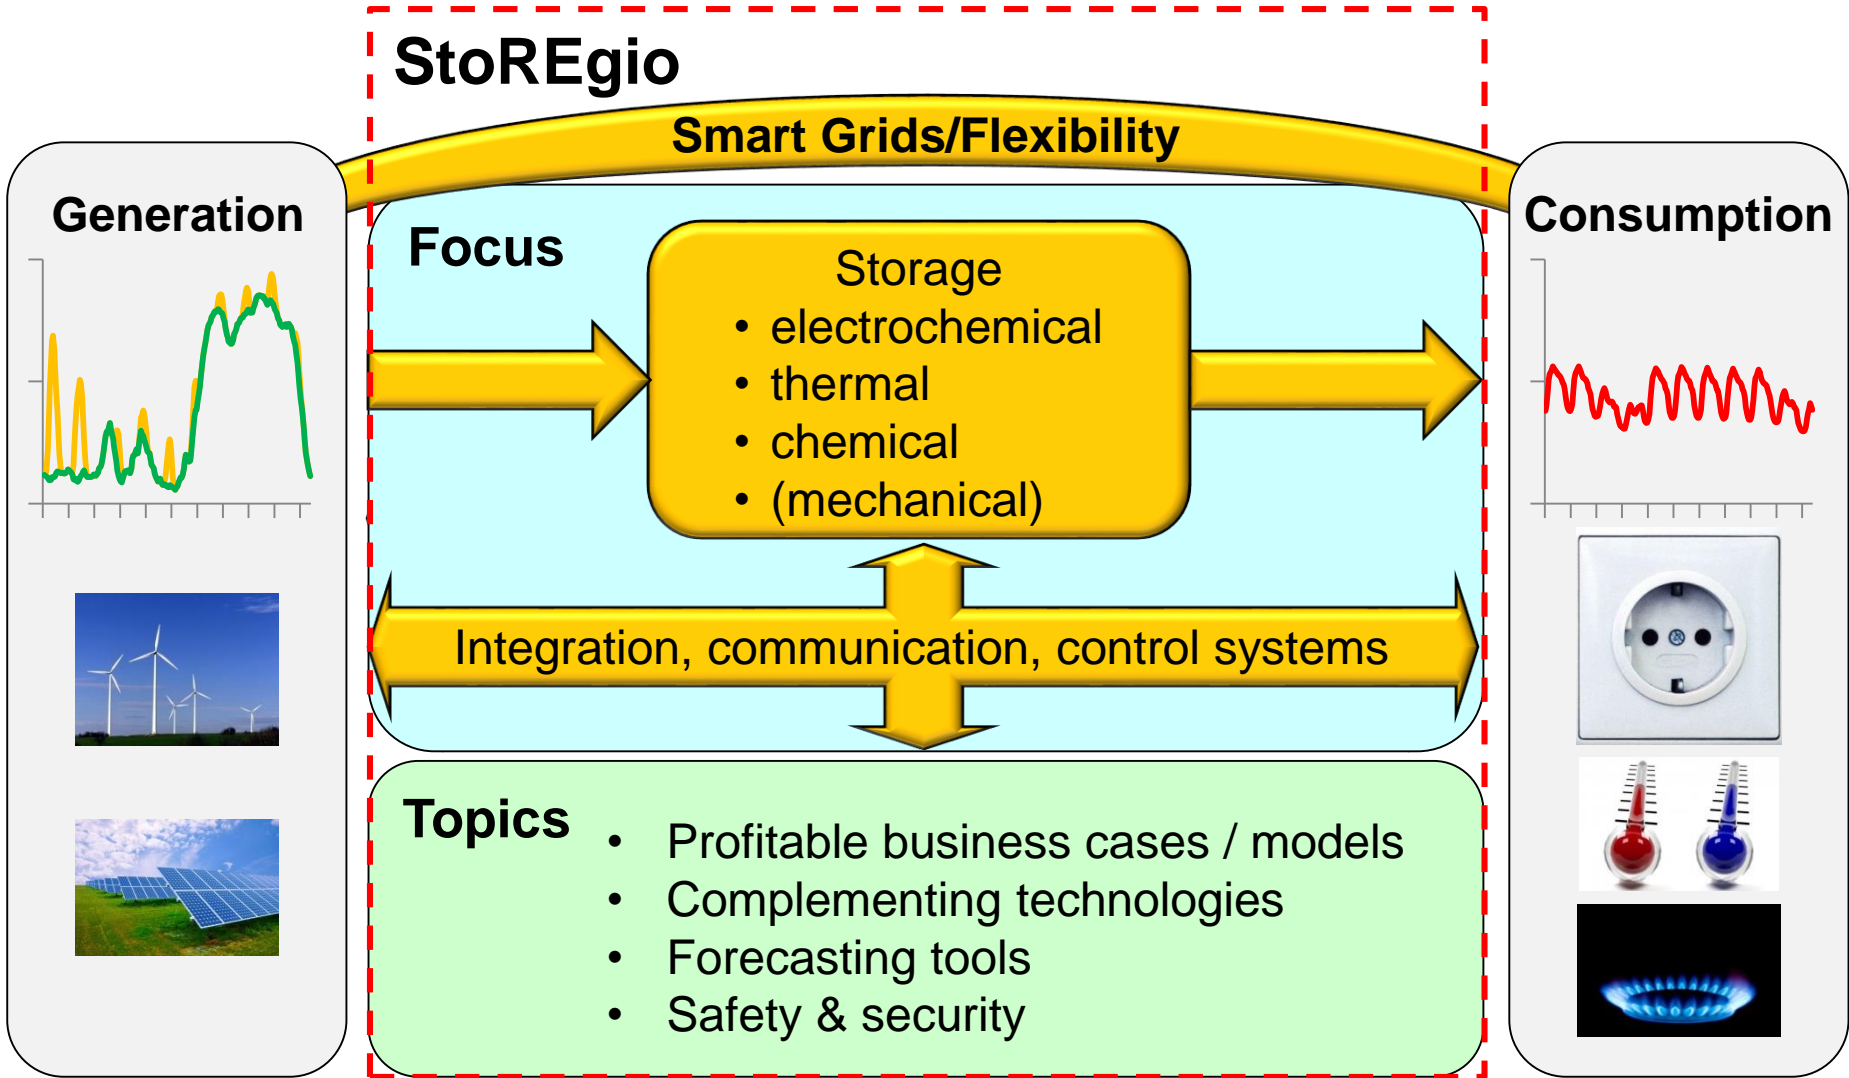 StoREgio
Smart Grids/Flexibility
Generation
Focus
Storage
• electrochemical
• thermal
• chemical
• (mechanical)
Integration, communication, control systems
Topics
• Profitable business cases / models
• Complementing technologies
• Forecasting tools
• Safety & security
Consumption